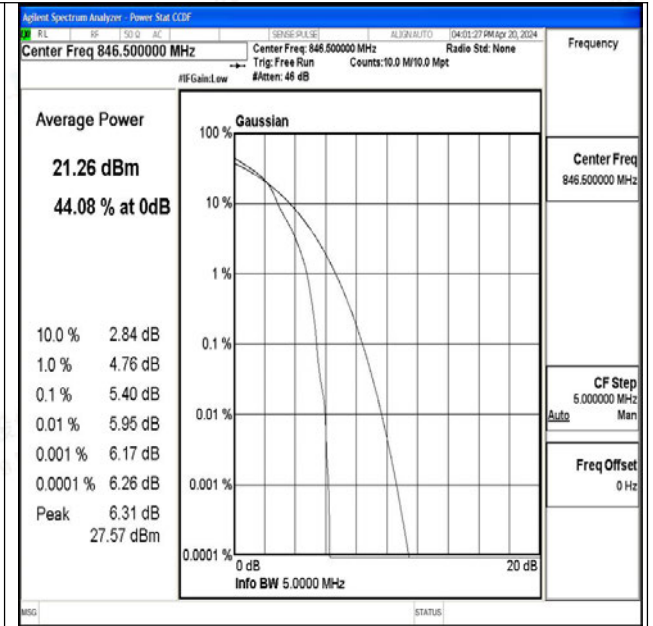 Agilent Spectrum Analyzer - Power Stat CCDF
RL RF 50 Ω AC SENSE:PULSE ALIGN AUTO 04:01:27 PM Apr 20, 2024
Center Freq 846.500000 MHz
Center Freq: 846.500000 MHz Radio Std: None
Trig: Free Run Counts:10.0 M/10.0 Mpt
#IFGain:Low #Atten: 46 dB
Frequency
Average Power
21.26 dBm
44.08 % at 0dB
10.0 % 2.84 dB
1.0 % 4.76 dB
0.1 % 5.40 dB
0.01 % 5.95 dB
0.001 % 6.17 dB
0.0001 % 6.26 dB
Peak 6.31 dB
27.57 dBm
Gaussian
100 %
10 %
1 %
0.1 %
0.01 %
0.001 %
0.0001 %
0 dB 20 dB
Info BW 5.0000 MHz
Center Freq
846.500000 MHz
CF Step
5.000000 MHz
Auto Man
Freq Offset
0 Hz
MSG STATUS